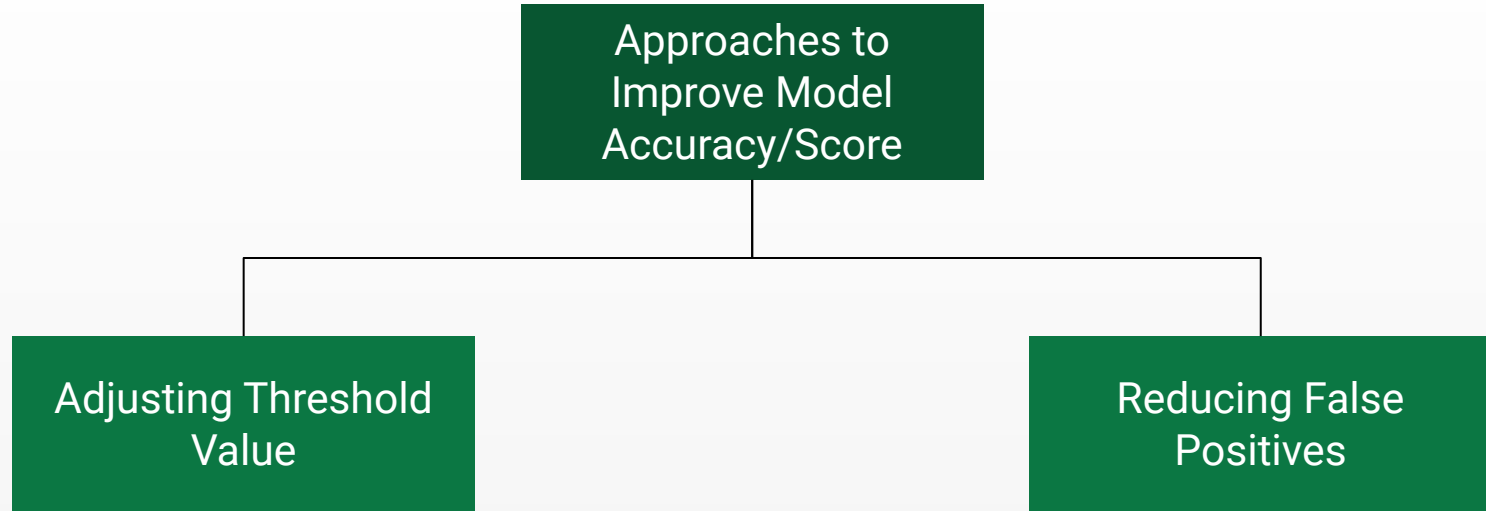 Approaches to
Improve Model
Accuracy/Score
Adjusting Threshold
Value
Reducing False
Positives